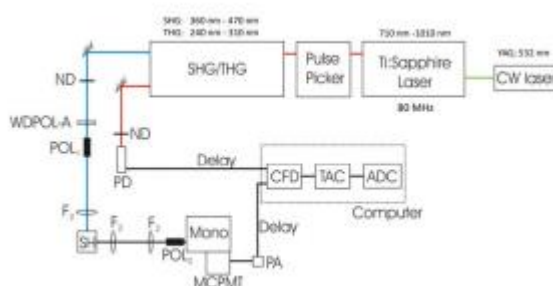 SHG: 360 nm - 470 nm
THG: 240 nm - 310 nm
710 nm -1010 nm
YAG: 532 nm
SHG/THG
Pulse
Picker
Ti:Sapphire
Laser
CW laser
80 MHz
ND
WDPOL-A
POL
ND
PD
Delay
CFD
TAC
ADC
Computer
Delay
F
F
F
POL
Mono
MCPMT
PA